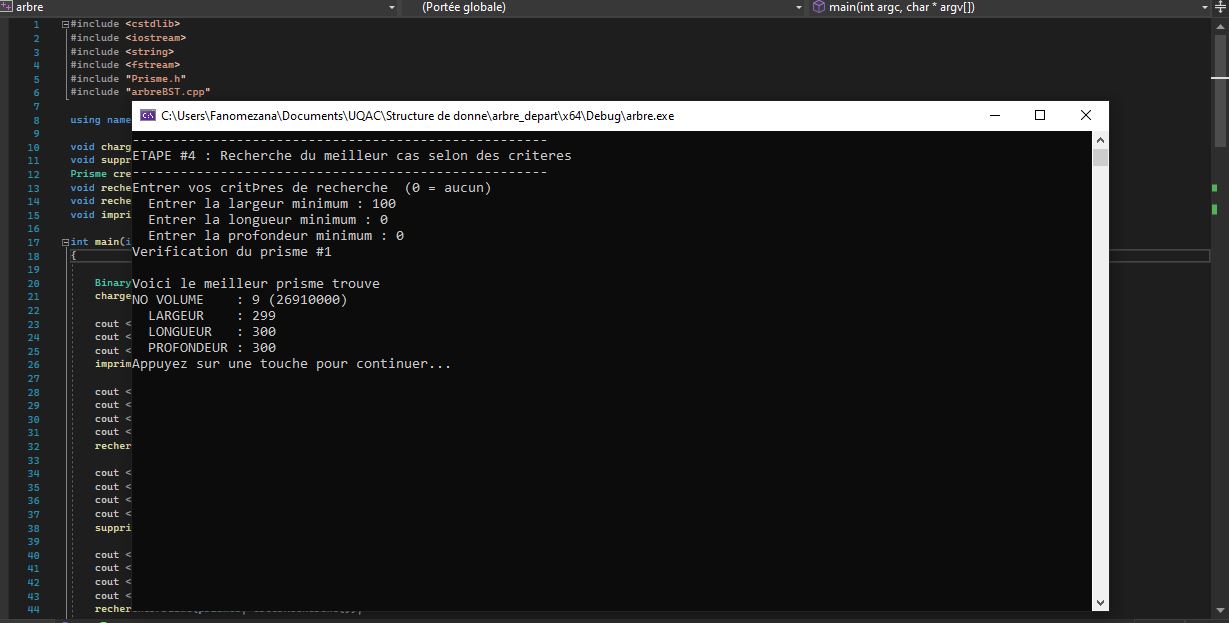 arbre (Portée globale) main(int argc, char * argv[])
1 #include <cstdlib>
2 #include <iostream>
3 #include <string>
4 #include <fstream>
5 #include "Prisme.h"
6 #include "arbreBST.cpp"
7
8 using name
9
10 void charg
11 void suppr
12 Prisme cre
13 void reche
14 void reche
15 void impri
16
17 int main(i
18 {
19
20 Binary
21 charge
22
23 cout <
24 cout <
25 cout <
26 imprim
27
28 cout <
29 cout <
30 cout <
31 cout <
32 recher
33
34 cout <
35 cout <
36 cout <
37 cout <
38 suppri
39
40 cout <
41 cout <
42 cout <
43 cout <
44 recher
C:\Users\Fanomezana\Documents\UQAC\Structure de donne\arbre_depart\x64\Debug\arbre.exe
----------------------------------------------------
ETAPE #4 : Recherche du meilleur cas selon des criteres
----------------------------------------------------
Entrer vos critÞres de recherche (0 = aucun)
Entrer la largeur minimum : 100
Entrer la longueur minimum : 0
Entrer la profondeur minimum : 0
Verification du prisme #1
Voici le meilleur prisme trouve
NO VOLUME : 9 (26910000)
LARGEUR : 299
LONGUEUR : 300
PROFONDEUR : 300
Appuyez sur une touche pour continuer...